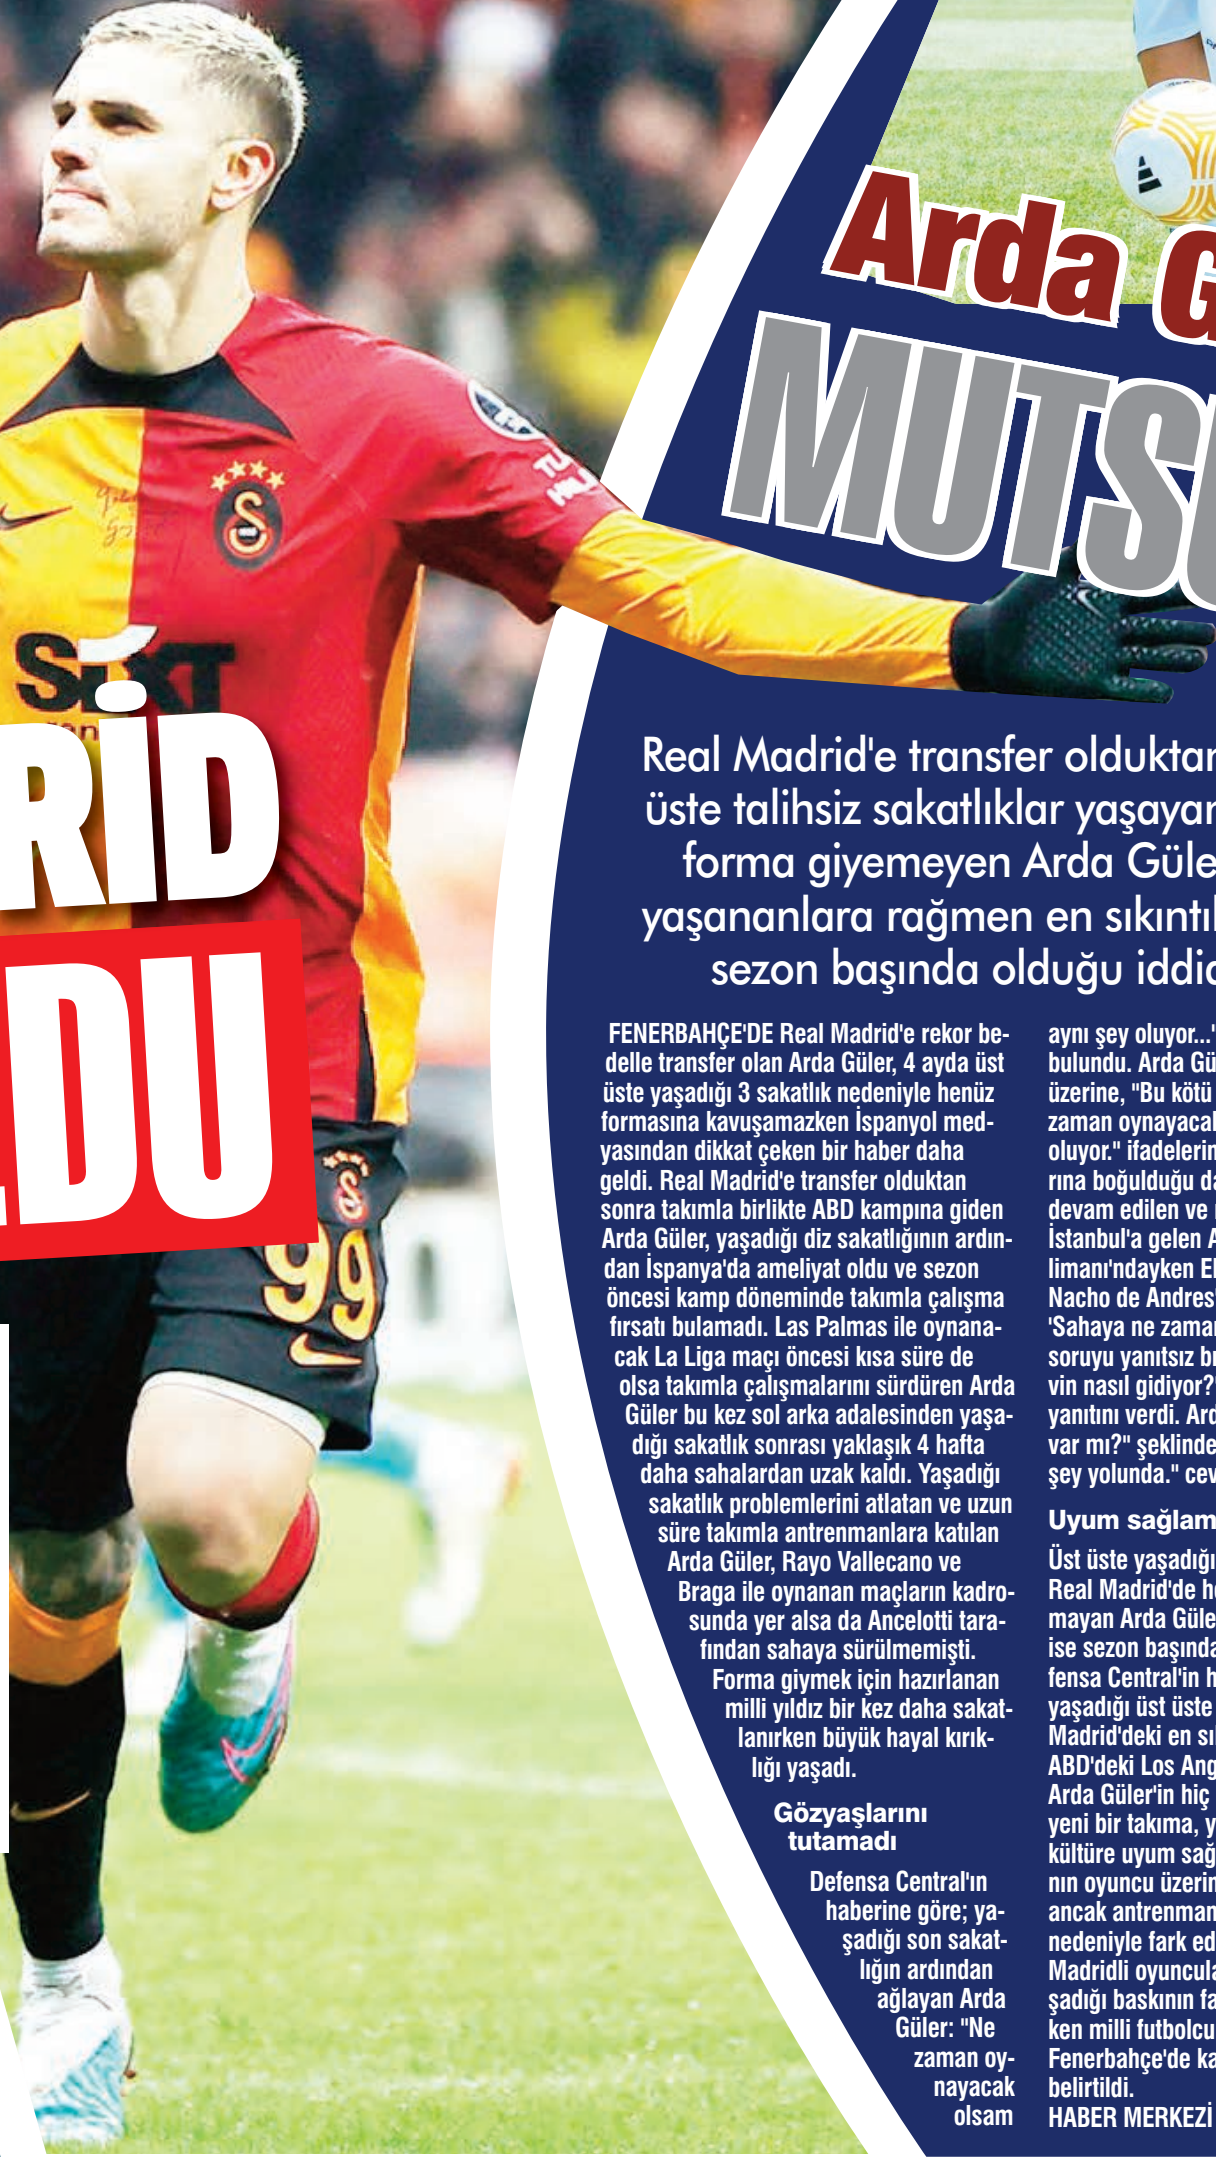 Arda G
MUTS
SIXT
RİD
DU
99
Real Madrid'e transfer olduktan
üste talihsiz sakatlıklar yaşayan
forma giyemeyen Arda Güle
yaşananlara rağmen en sıkıntıl
sezon başında olduğu iddia
FENERBAHÇE'DE Real Madrid'e rekor be-
delle transfer olan Arda Güler, 4 ayda üst
üste yaşadığı 3 sakatlık nedeniyle henüz
formasına kavuşamazken İspanyol med-
yasından dikkat çeken bir haber daha
geldi. Real Madrid'e transfer olduktan
sonra takımla birlikte ABD kampına giden
Arda Güler, yaşadığı diz sakatlığının ardın-
dan İspanya'da ameliyat oldu ve sezon
öncesi kamp döneminde takımla çalışma
fırsatı bulamadı. Las Palmas ile oynana-
cak La Liga maçı öncesi kısa süre de
olsa takımla çalışmalarını sürdüren Arda
Güler bu kez sol arka adalesinden yaşa-
dığı sakatlık sonrası yaklaşık 4 hafta
daha sahalardan uzak kaldı. Yaşadığı
sakatlık problemlerini atlatan ve uzun
süre takımla antrenmanlara katılan
Arda Güler, Rayo Vallecano ve
Braga ile oynanan maçların kadro-
sunda yer alsa da Ancelotti tara-
fından sahaya sürülmemişti.
Forma giymek için hazırlanan
milli yıldız bir kez daha sakat-
lanırken büyük hayal kırık-
lığı yaşadı.
Gözyaşlarını
tutamadı
Defensa Central'ın
haberine göre; ya-
şadığı son sakat-
lığın ardından
ağlayan Arda
Güler: "Ne
zaman oy-
nayacak
olsam
aynı şey oluyor..."
bulundu. Arda Gü
üzerine, "Bu kötü
zaman oynayacak
oluyor." ifadelerin
rına boğulduğu da
devam edilen ve
İstanbul'a gelen A
limanı'ndayken El
Nacho de Andres'
'Sahaya ne zaman
soruyu yanıtsız bı
vin nasıl gidiyor?"
yanıtını verdi. Ard
var mı?" şeklinde
şey yolunda." cev
Uyum sağlam
Üst üste yaşadığı
Real Madrid'de he
mayan Arda Güle
ise sezon başında
fensa Central'in h
yaşadığı üst üste
Madrid'deki en sı
ABD'deki Los Ang
Arda Güler'in hiç
yeni bir takıma, y
kültüre uyum sağ
nın oyuncu üzerin
ancak antrenman
nedeniyle fark ed
Madridli oyuncula
şadığı baskının fa
ken milli futbolcu
Fenerbahçe'de ka
belirtildi.
HABER MERKEZİ